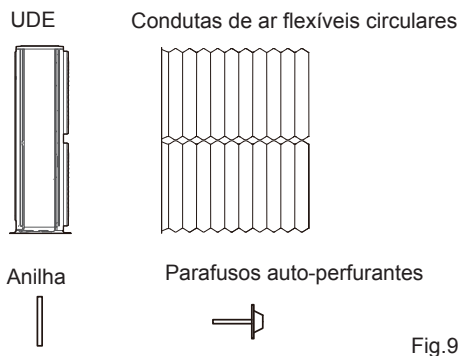 UDE
Condutas de ar flexíveis circulares
Anilha
Parafusos auto-perfurantes
Fig.9